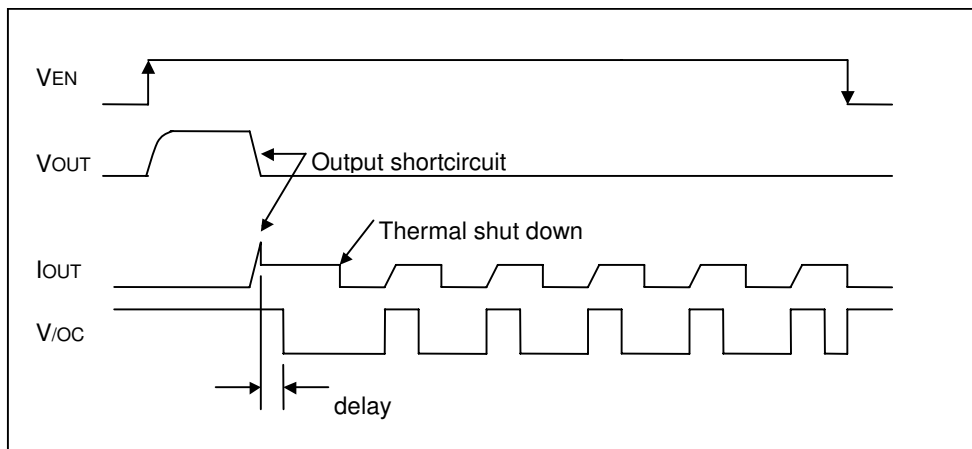 VEN
VOUT
Output shortcircuit
Thermal shut down
IOUT
V/OC
delay